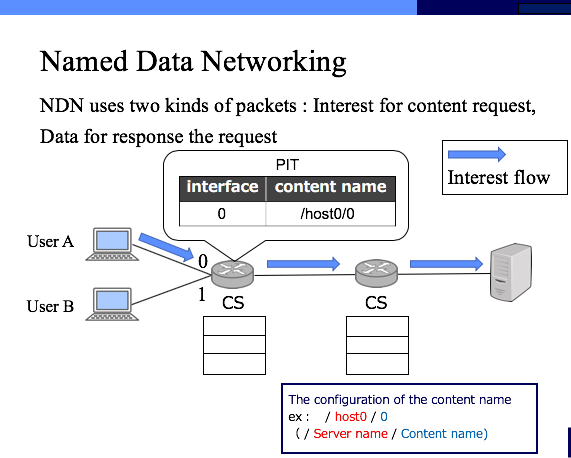 Named Data Networking
NDN uses two kinds of packets : Interest for content request,
Data for response the request
PIT
interface content name
0 /host0/0
Interest flow
User A
0
User B
1
CS
CS
The configuration of the content name
ex : / host0 / 0
( / Server name / Content name)